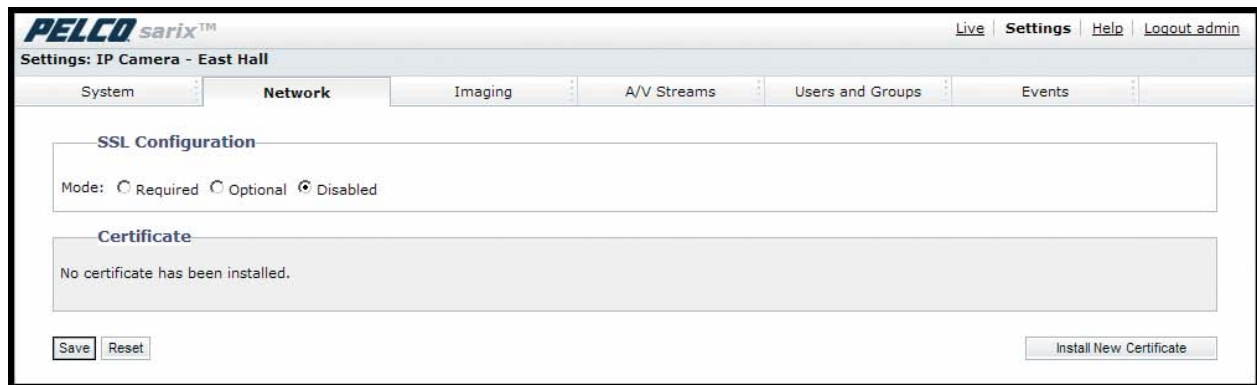 PELCO sarix™
Live Settings Help Logout admin
Settings: IP Camera - East Hall
System Network Imaging A/V Streams Users and Groups Events
SSL Configuration
Mode: Required Optional Disabled
Certificate
No certificate has been installed.
Save Reset Install New Certificate